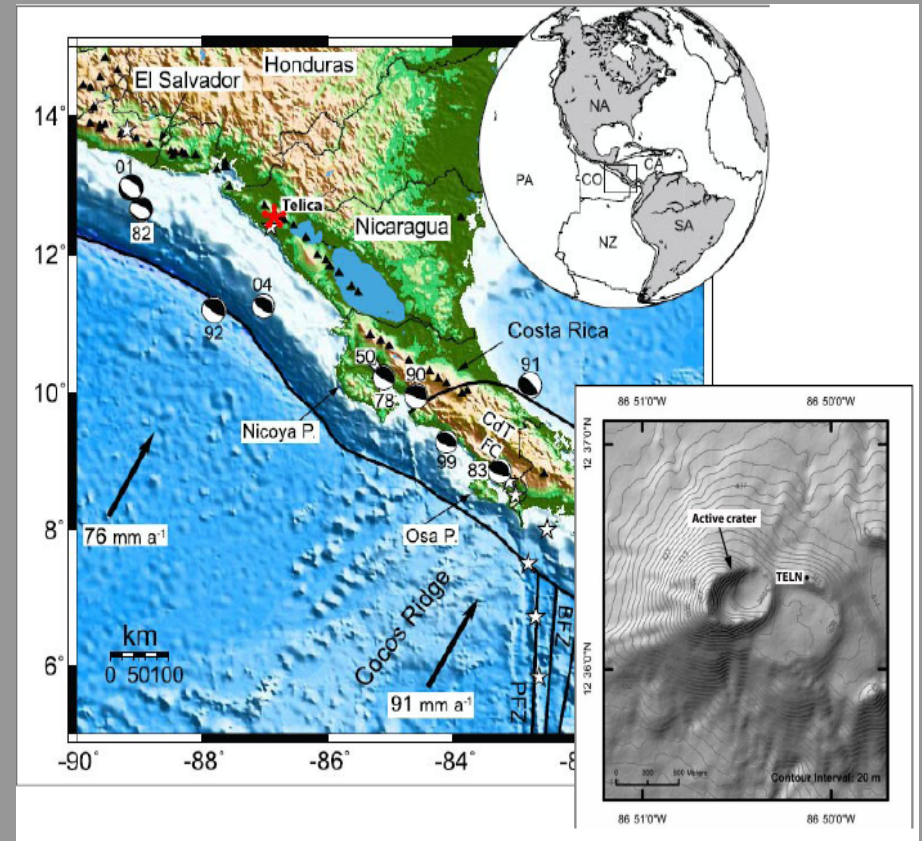 Honduras
El Salvador
14°
NA
01
PA
CO
CA
Telica
82
Nicaragua
SA
12°
NZ
04
92
Costa Rica
50
90
91
10°
78
86 51'0"W
86 50'0"W
Nicoya P.
CdT
FC
99
83
12 37'0"N
8°
76 mm a⁻¹
Osa P.
Active crater
TELN
Cocos Ridge
km
0 50100
BFZ
6°
91 mm a⁻¹
PFZ
12 36'0"N
Contour Interval: 20 m
-90
-88
-86
-84
86 51'0"W
86 50'0"W